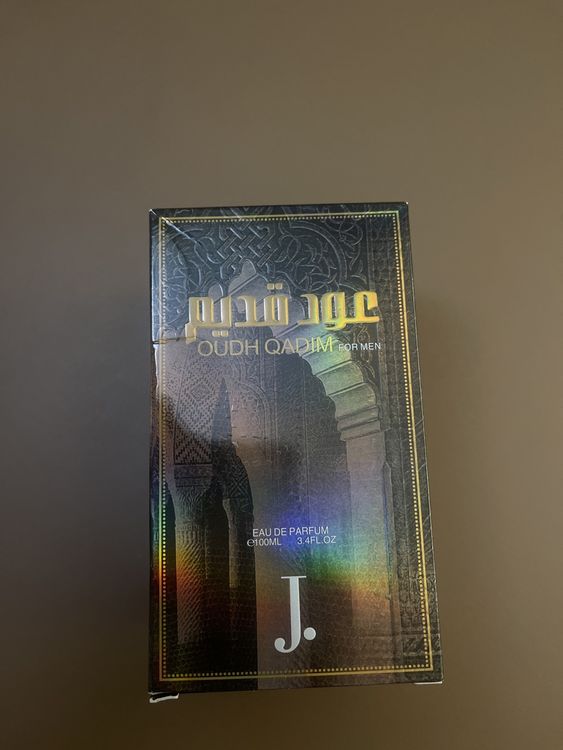 عود قديم
OUDH QADIM FOR MEN
EAU DE PARFUM
℮100ML 3.4FL.OZ
J.